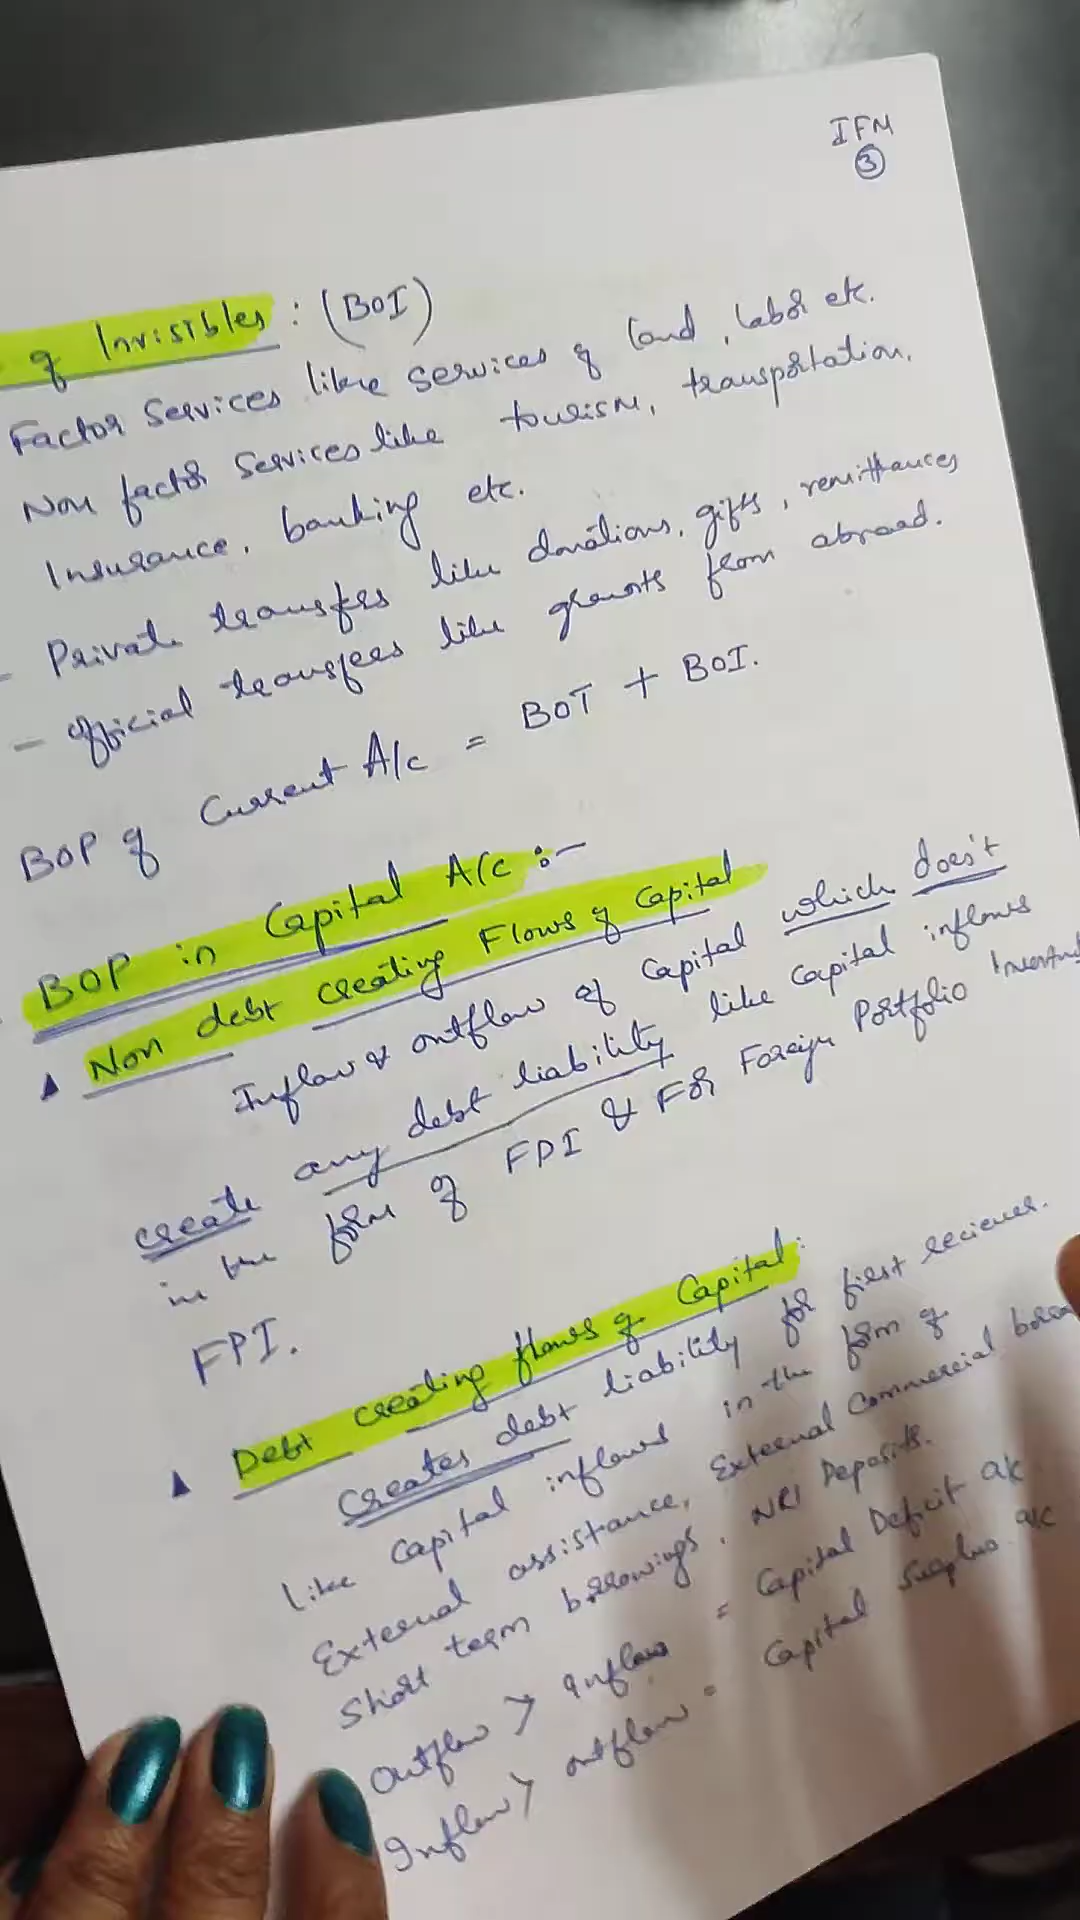 IFM
3
of Invisibles : (BOI)
Factor services like services of land, labor etc.
Non factor services like tourism, transportation,
Insurance, banking etc.
- Private transfers like donations, gifts, remittances
- official transfers like grants from abroad.
BOP of Current A/c = BOT + BOI.
BOP in Capital A/c :-
Non debt creating Flows of Capital
Inflow & outflow of Capital which does't
create any debt liability like capital inflows
in the form of FDI & For Foreign Portfolio
FPI.
Debt creating flows of Capital:
creates debt liability for first reciever.
Like Capital inflows in the form of
External assistance, External Commercial
Short term borrowings, NRI Deposits.
Outflow > Inflow = Capital Deficit a/c
Inflow > outflow = Capital Surplus a/c